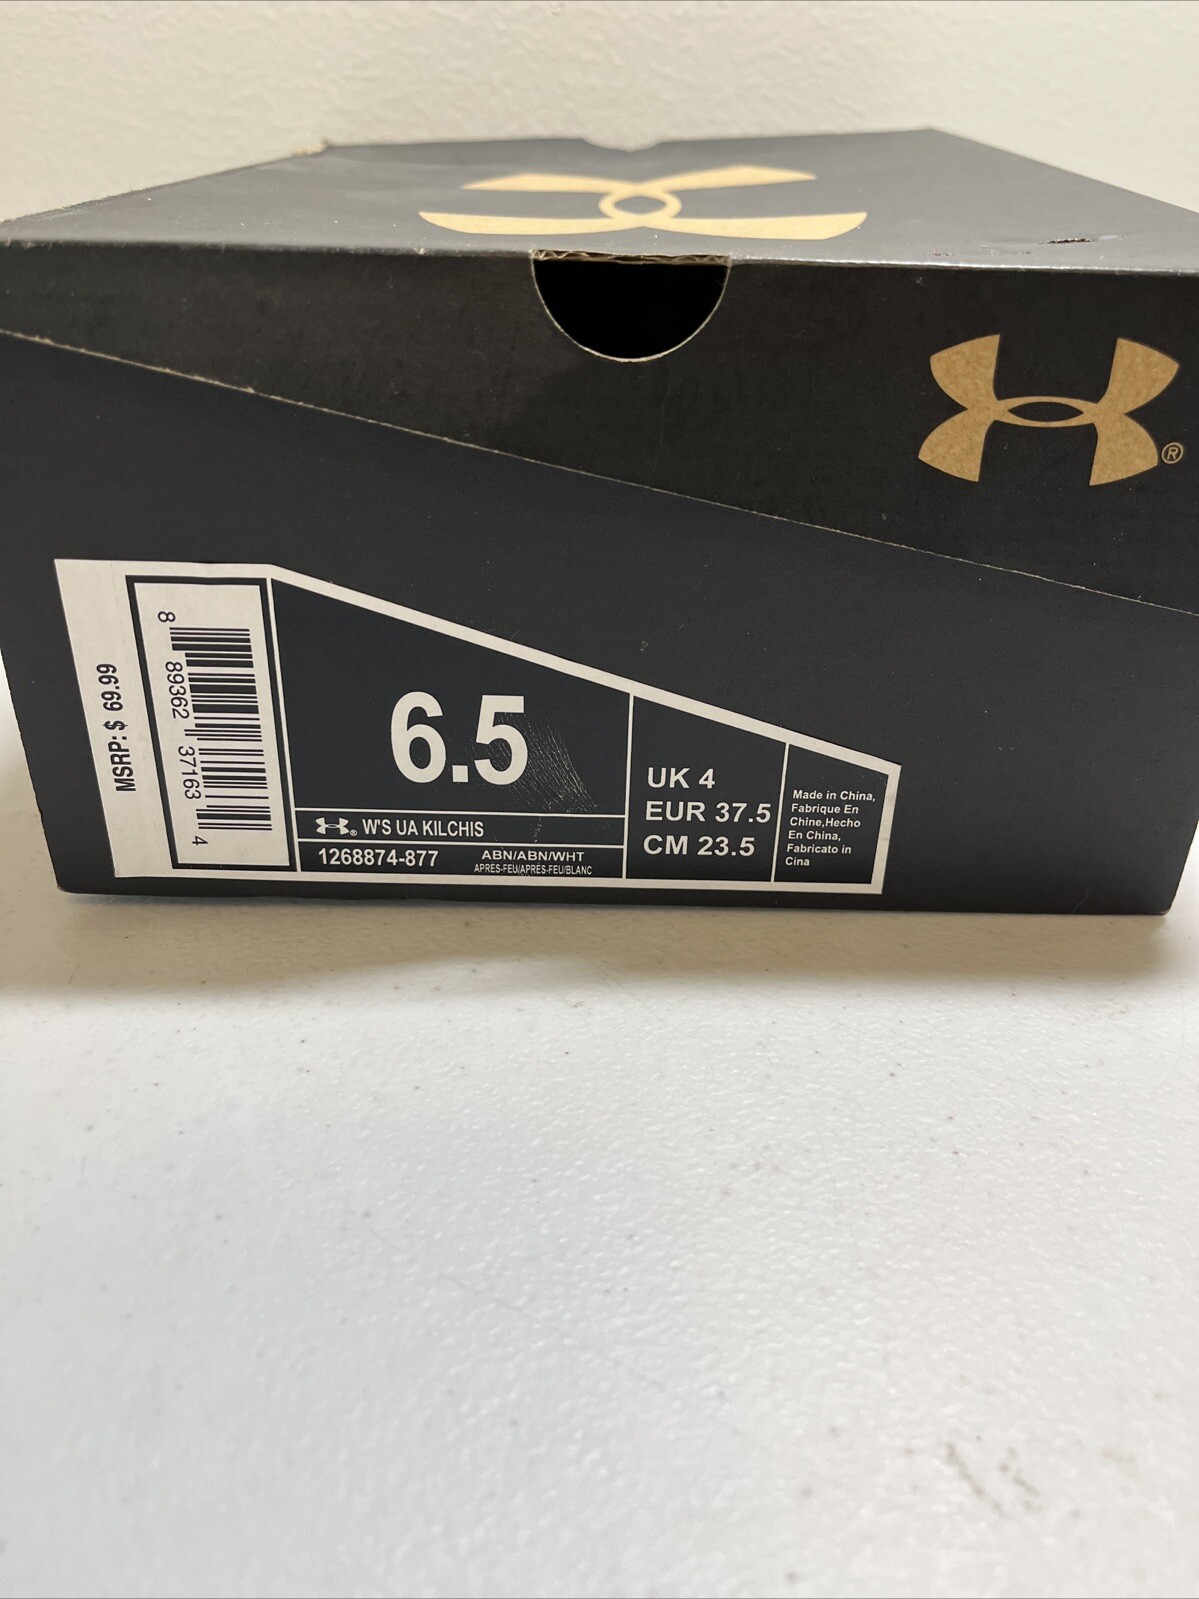 ®
MSRP: $ 69.99
8 89362 37163 4
6.5
® W'S UA KILCHIS
1268874-877
ABN/ABN/WHT
APRÈS-FEU/APRÈS-FEU/BLANC
UK 4
EUR 37.5
CM 23.5
Made in China,
Fabrique En
Chine,Hecho
En China,
Fabricato in
Cina